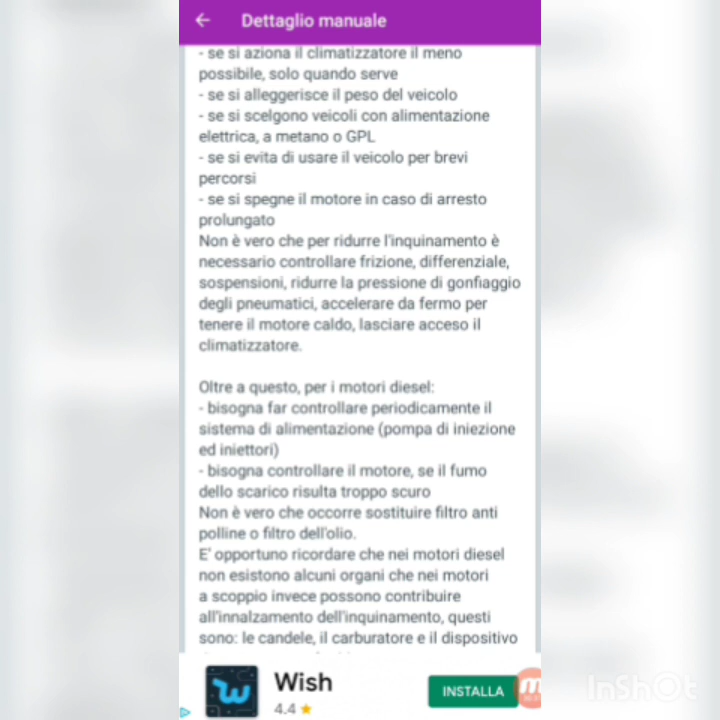 Dettaglio manuale
- se si aziona il climatizzatore il meno
possibile, solo quando serve
- se si alleggerisce il peso del veicolo
- se si scelgono veicoli con alimentazione
elettrica, a metano o GPL
- se si evita di usare il veicolo per brevi
percorsi
- se si spegne il motore in caso di arresto
prolungato
Non è vero che per ridurre l'inquinamento è
necessario controllare frizione, differenziale,
sospensioni, ridurre la pressione di gonfiaggio
degli pneumatici, accelerare da fermo per
tenere il motore caldo, lasciare acceso il
climatizzatore.
Oltre a questo, per i motori diesel:
- bisogna far controllare periodicamente il
sistema di alimentazione (pompa di iniezione
ed iniettori)
- bisogna controllare il motore, se il fumo
dello scarico risulta troppo scuro
Non è vero che occorre sostituire filtro anti
polline o filtro dell'olio.
E' opportuno ricordare che nei motori diesel
non esistono alcuni organi che nei motori
a scoppio invece possono contribuire
all'innalzamento dell'inquinamento, questi
sono: le candele, il carburatore e il dispositivo
Wish
4.4 ★
INSTALLA
InShOt